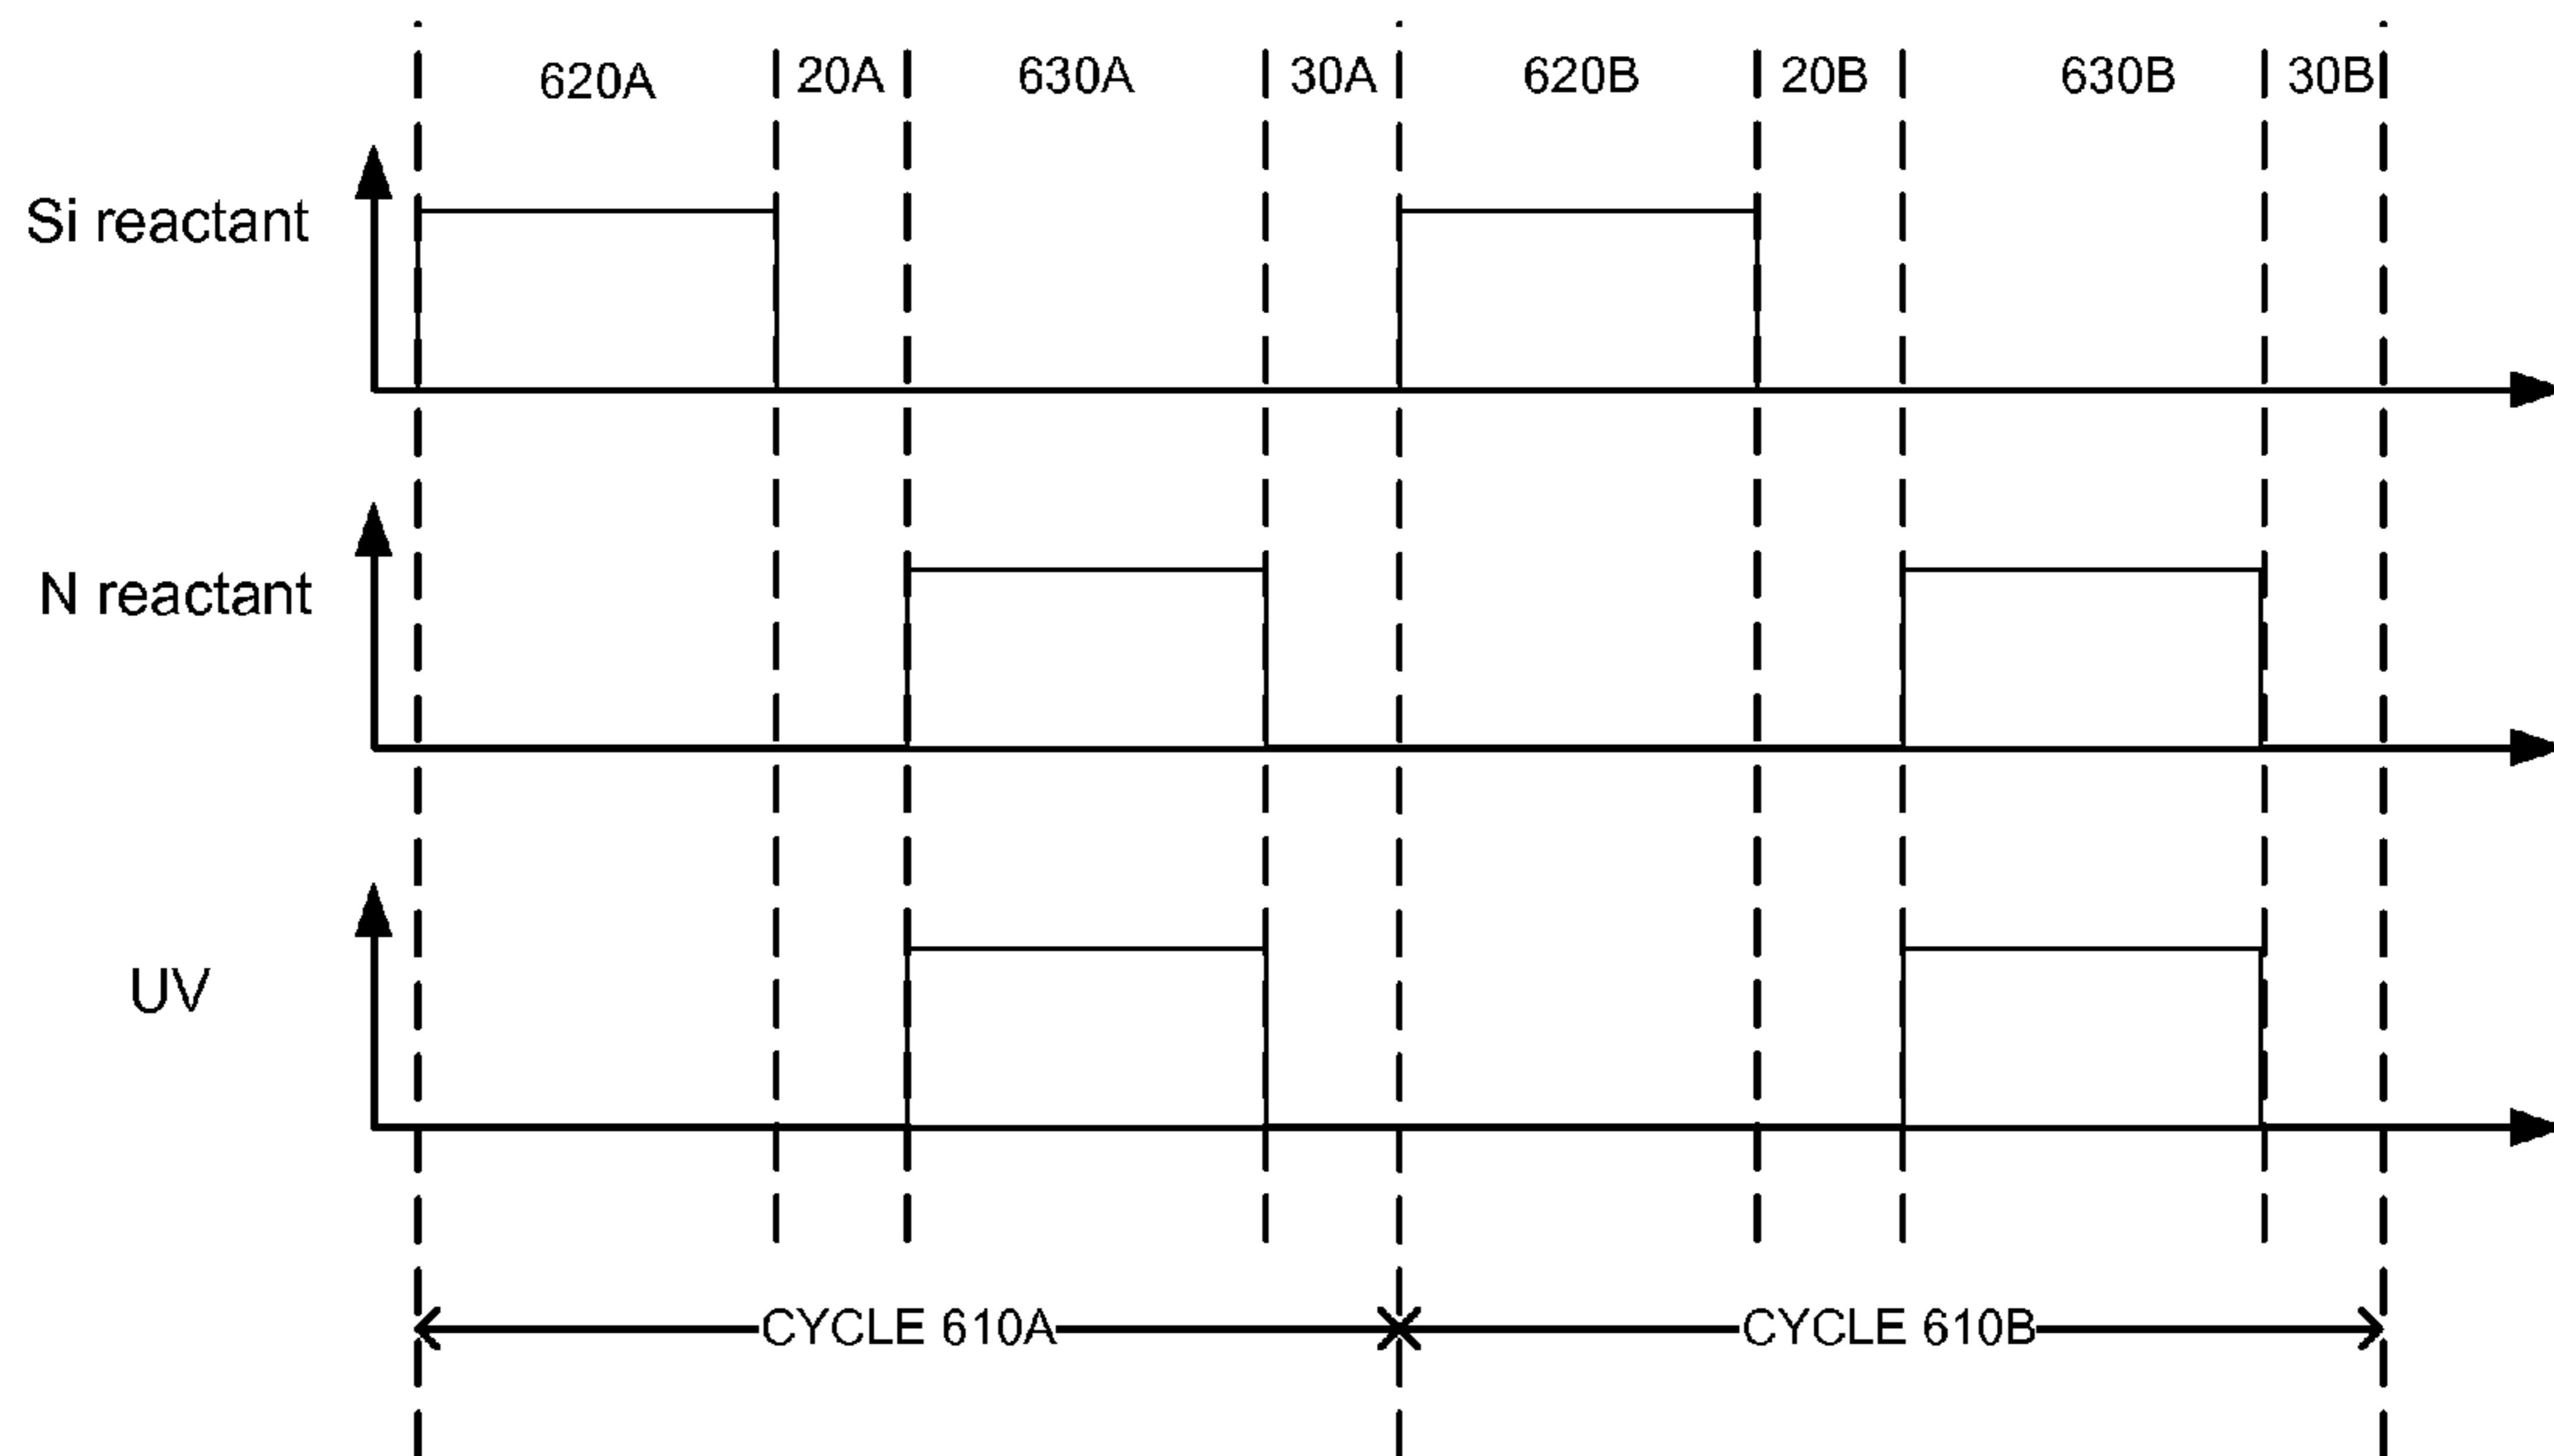 620A 20A 630A 30A 620B 20B 630B 30B
Si reactant
N reactant
UV
CYCLE 610A CYCLE 610B